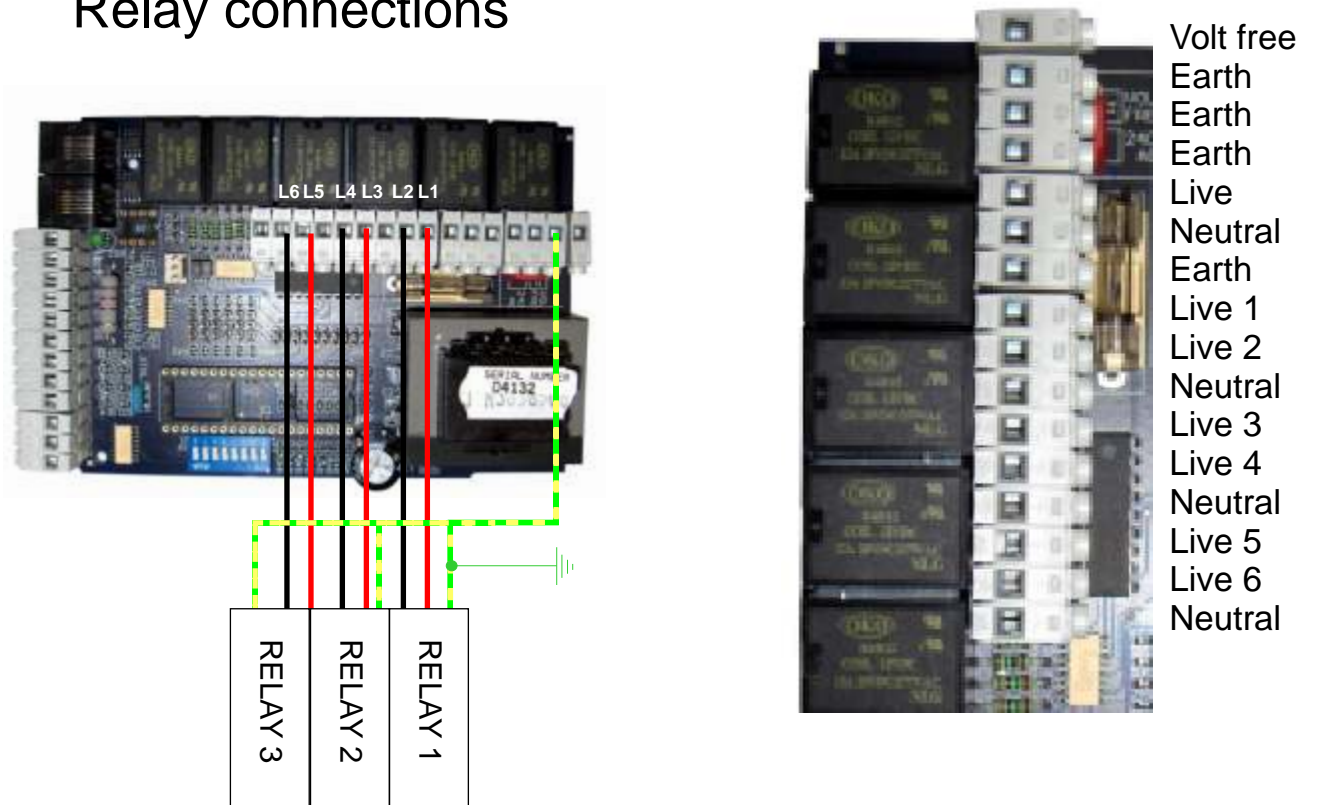 Relay connections
L6 L5 L4 L3 L2 L1
SERIAL NUMBER
D4132
RELAY 3
RELAY 2
RELAY 1
Volt free
Earth
Earth
Earth
Live
Neutral
Earth
Live 1
Live 2
Neutral
Live 3
Live 4
Neutral
Live 5
Live 6
Neutral